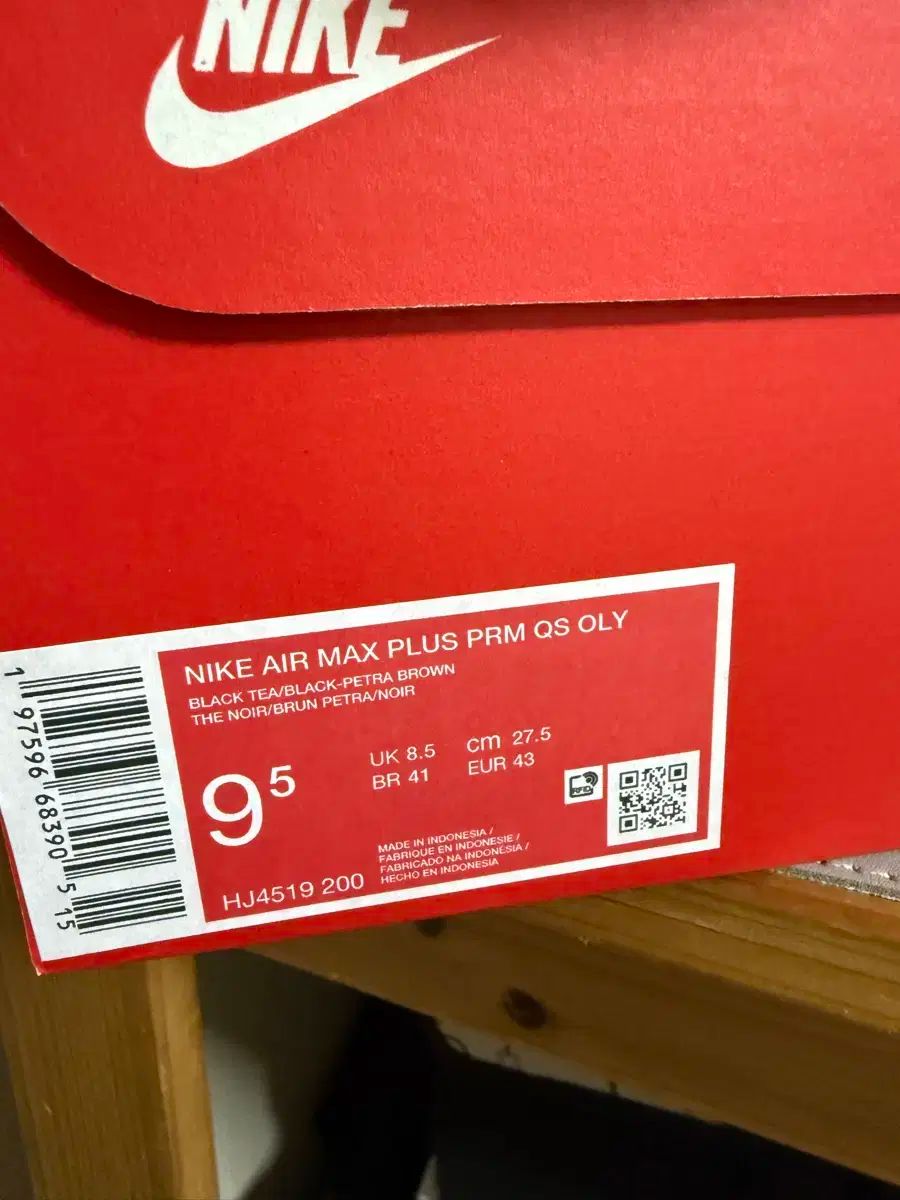 NIKE
NIKE AIR MAX PLUS PRM QS OLY
BLACK TEA/BLACK-PETRA BROWN
THE NOIR/BRUN PETRA/NOIR
9⁵
UK 8.5 cm 27.5
BR 41 EUR 43
RFID
MADE IN INDONESIA /
FABRIQUE EN INDONESIE /
FABRICADO NA INDONÉSIA /
HECHO EN INDONESIA
HJ4519 200
1 97596 68390 5 15